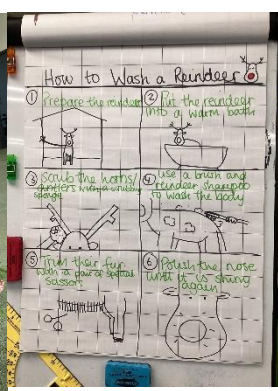 How to Wash a Reindeer
① Prepare the reindeer
② Put the reindeer
into a warm bath
③ Scrub the horns/
antlers with a
sponge
④ Use a brush and
reindeer shampoo
to wash the body
⑤ Trim their fur
with a pair of special
scissors
⑥ Polish the nose
until it is shiny
again